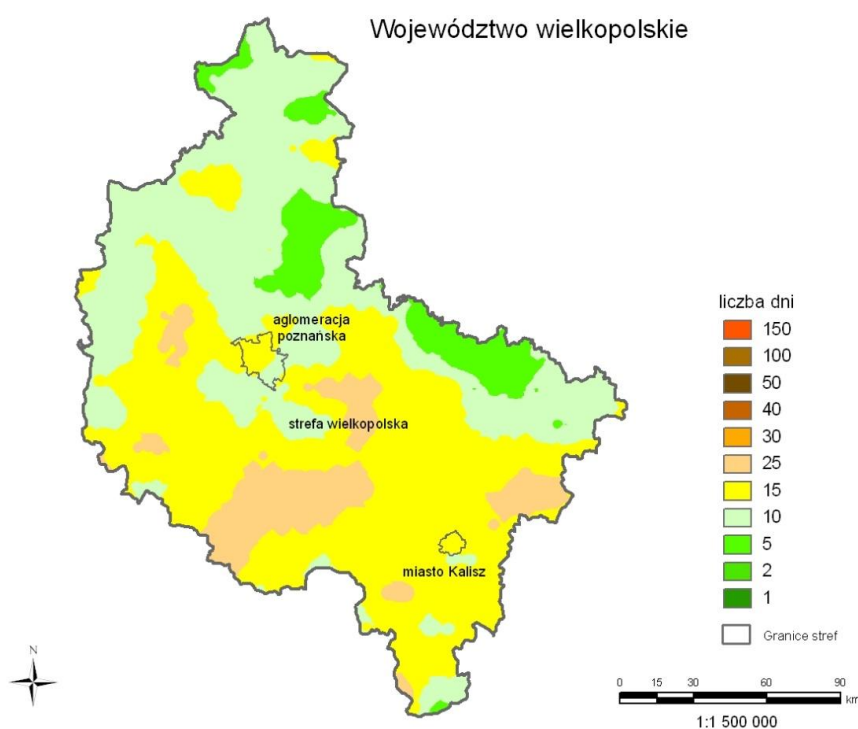 Województwo wielkopolskie
aglomeracja
poznańska
strefa wielkopolska
miasto Kalisz
liczba dni
150
100
50
40
30
25
15
10
5
2
1
Granice stref
N
0 15 30 60 90
km
1:1 500 000